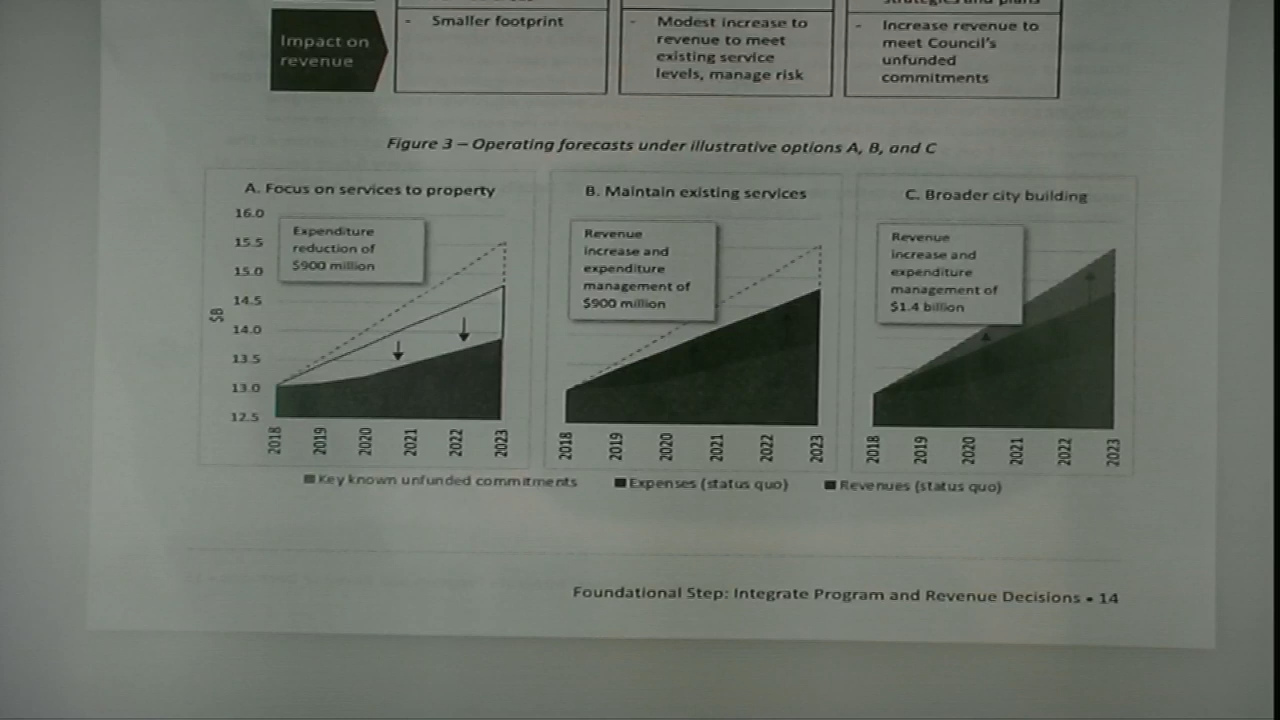 strategies and plans
Impact on
revenue
- Smaller footprint
- Modest increase to
revenue to meet
existing service
levels, manage risk
- Increase revenue to
meet Council's
unfunded
commitments
Figure 3 – Operating forecasts under illustrative options A, B, and C
A. Focus on services to property
Expenditure
reduction of
$900 million
$B
16.0
15.5
15.0
14.5
14.0
13.5
13.0
12.5
2018 2019 2020 2021 2022 2023
B. Maintain existing services
Revenue
increase and
expenditure
management of
$900 million
2018 2019 2020 2021 2022 2023
C. Broader city building
Revenue
increase and
expenditure
management of
$1.4 billion
2018 2019 2020 2021 2022 2023
Key known unfunded commitments Expenses (status quo) Revenues (status quo)
Foundational Step: Integrate Program and Revenue Decisions • 14